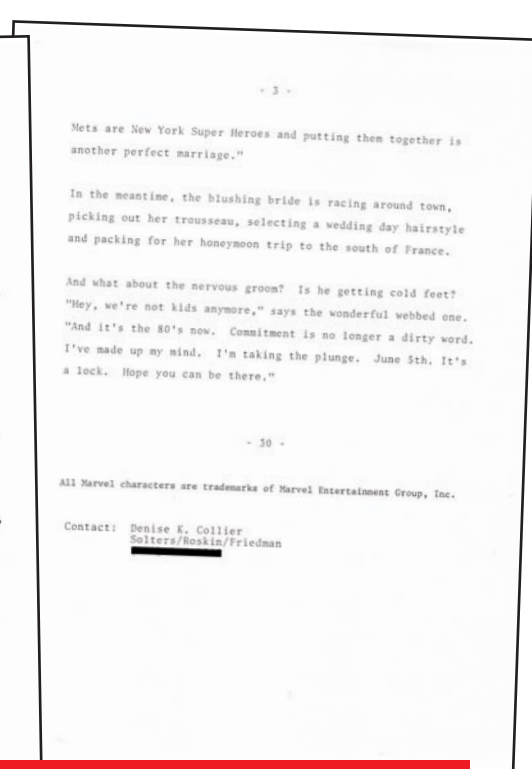 - 3 -
Mets are New York Super Heroes and putting them together is
another perfect marriage."
In the meantime, the blushing bride is racing around town,
picking out her trousseau, selecting a wedding day hairstyle
and packing for her honeymoon trip to the south of France.
And what about the nervous groom? Is he getting cold feet?
"Hey, we're not kids anymore," says the wonderful webbed one.
"And it's the 80's now. Commitment is no longer a dirty word.
I've made up my mind. I'm taking the plunge. June 5th. It's
a lock. Hope you can be there."
- 30 -
All Marvel characters are trademarks of Marvel Entertainment Group, Inc.
Contact: Denise K. Collier
Solters/Roskin/Friedman